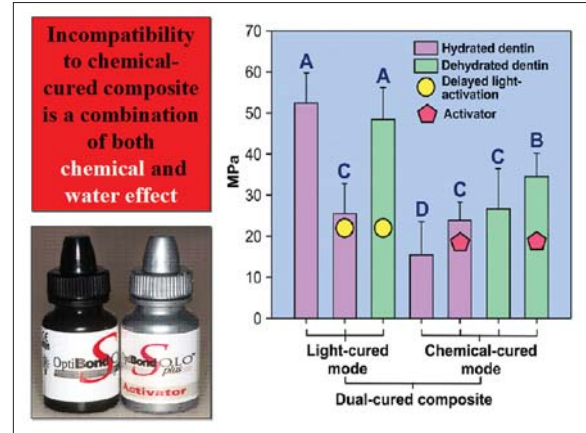 Incompatibility
to chemical-
cured composite
is a combination
of both
chemical and
water effect
OptiBond
S
plus
OptiBond
SOLO
plus
Activator
70
60
50
40
30
20
10
0
MPa
Hydrated dentin
Dehydrated dentin
Delayed light-
activation
Activator
A
C
A
D
C
C
B
Light-cured
mode
Chemical-cured
mode
Dual-cured composite